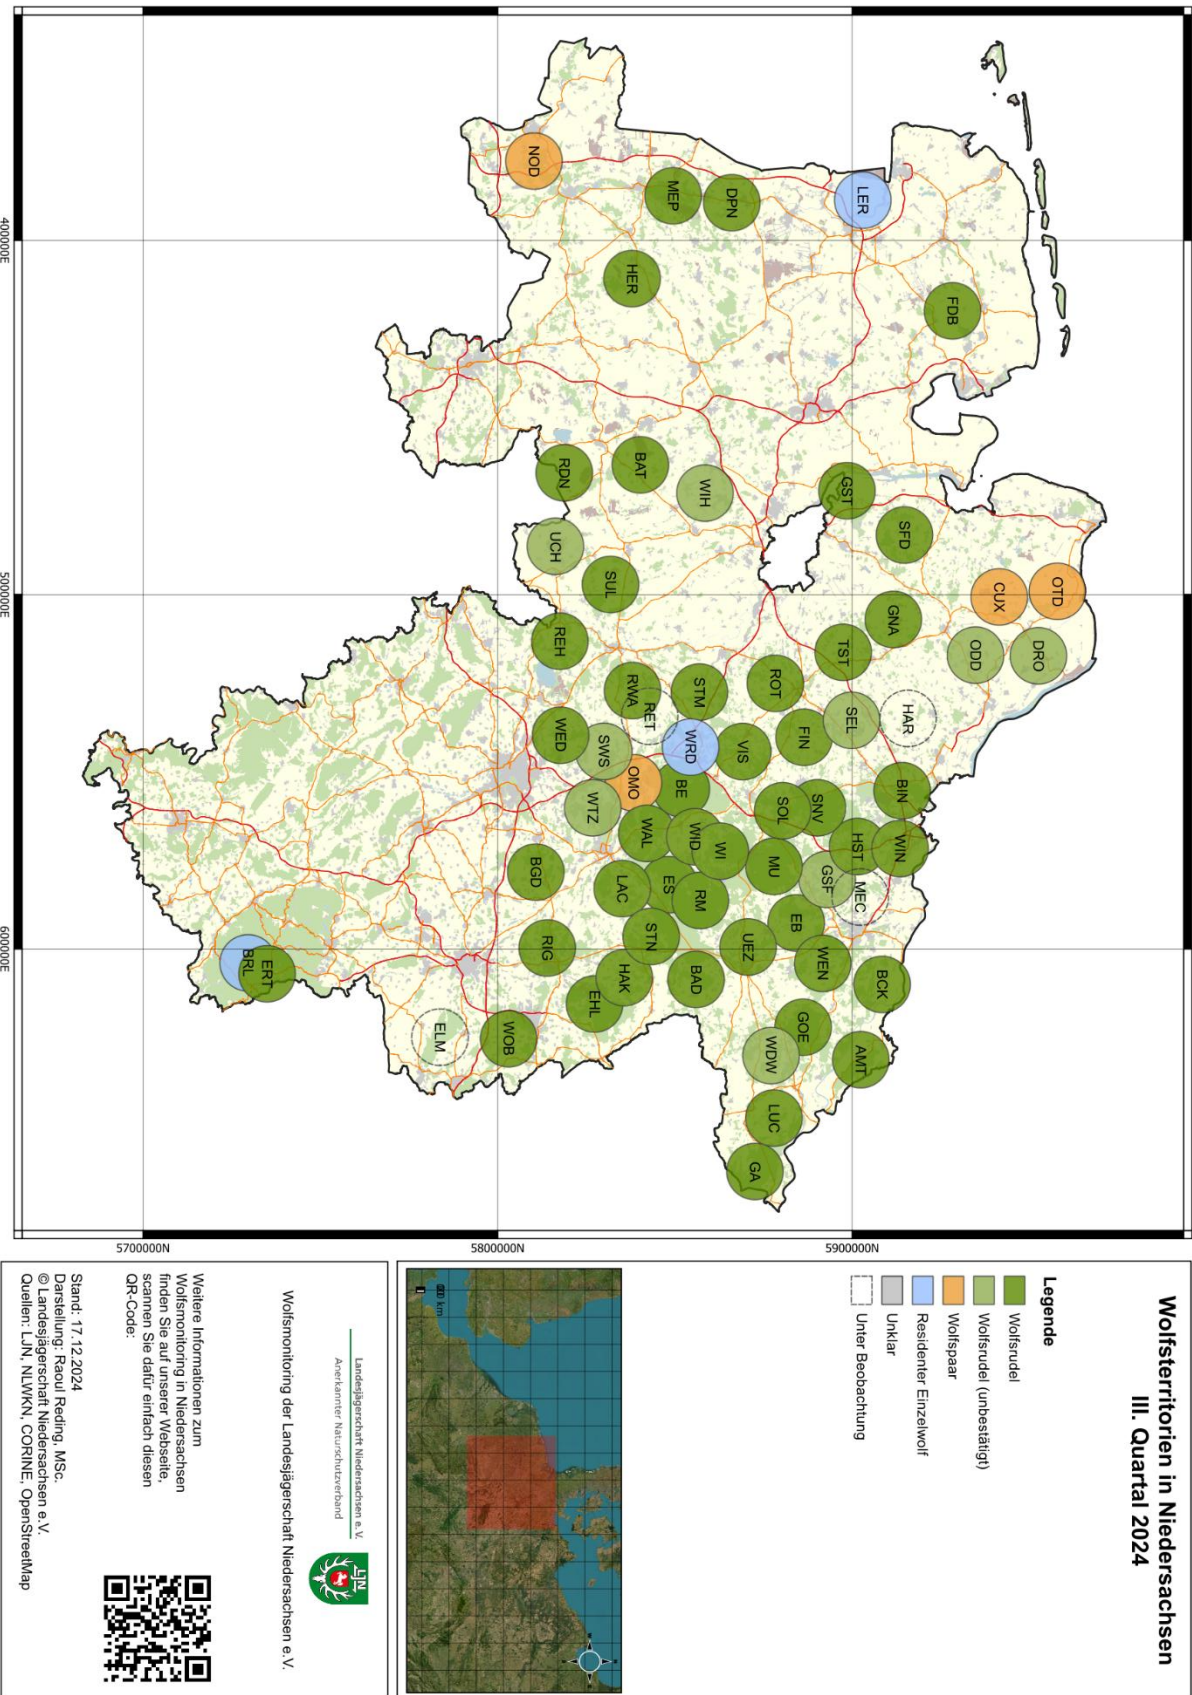 Wolfsterritorien in Niedersachsen
III. Quartal 2024
Legende
Wolfsrudel
Wolfsrudel (unbestätigt)
Wolfspaar
Residenter Einzelwolf
Unklar
Unter Beobachtung
OTD
CUX
DRO
ODD
FDB
SFD
GNA
HAR
BIN
WIN
LER
GST
TST
SEL
HST
MEC
BCK
AMT
FIN
SNV
GSF
ROT
SOL
MU
EB
WEN
GOE
WDW
LUC
GA
DPN
WIH
STM
WRD
VIS
WI
UEZ
MEP
RET
BE
WID
RM
BAD
HER
BAT
RWA
OMO
WAL
ES
STN
SUL
SWS
WTZ
LAC
HAK
EHL
NOD
RDN
UCH
REH
WED
BGD
RIG
WOB
ELM
ERT
BRL
400000E
500000E
600000E
5700000N
5800000N
5900000N
Landesjägerschaft Niedersachsen e.V.
Anerkannter Naturschutzverband
LJN
Wolfsmonitoring der Landesjägerschaft Niedersachsen e.V.
Weitere Informationen zum
Wolfsmonitoring in Niedersachsen
finden Sie auf unserer Webseite,
scannen Sie dafür einfach diesen
QR-Code:
Stand: 17.12.2024
Darstellung: Raoul Reding, MSc.
© Landesjägerschaft Niedersachsen e.V.
Quellen: LJN, NLWKN, CORINE, OpenStreetMap